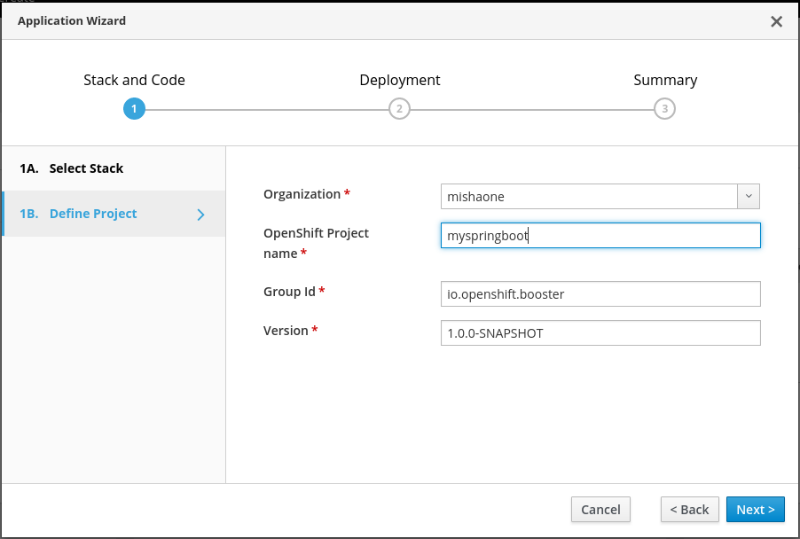 Application Wizard
Stack and Code
Deployment
Summary
1
2
3
1A. Select Stack
1B. Define Project
Organization *
mishaone
OpenShift Project
name *
myspringboot
Group Id *
io.openshift.booster
Version *
1.0.0-SNAPSHOT
Cancel
< Back
Next >